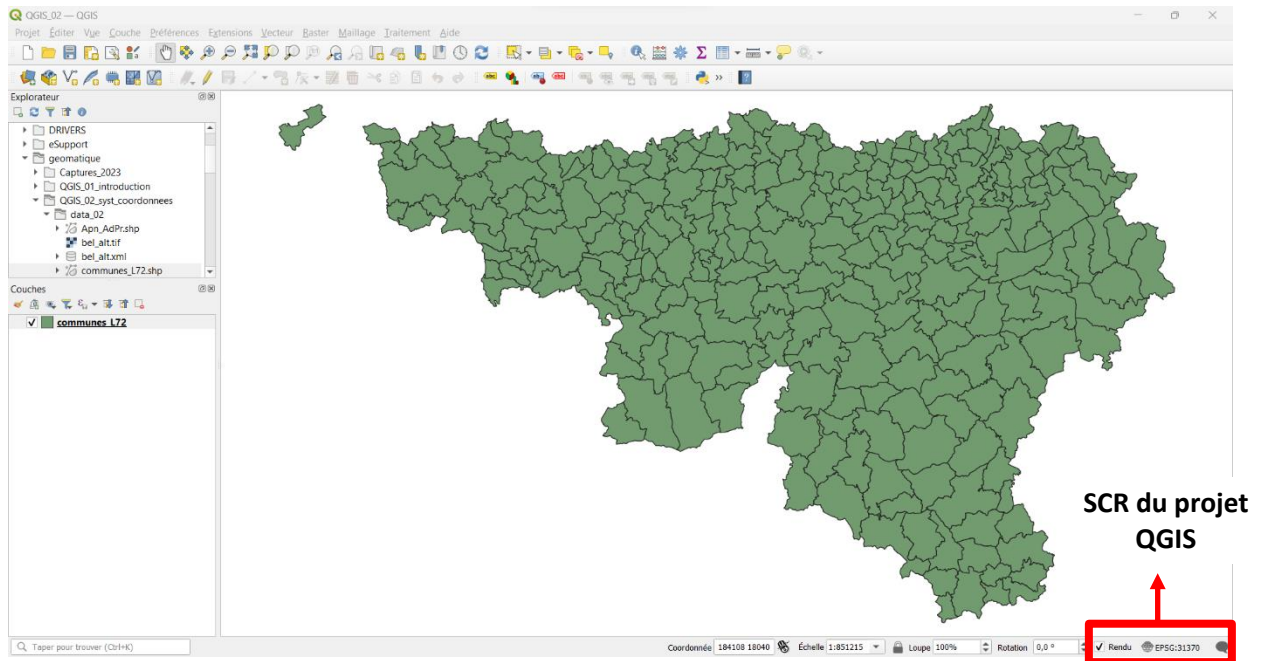 QGIS_02 — QGIS
Projet Éditer Vue Couche Préférences Extensions Vecteur Raster Maillage Traitement Aide
Explorateur
DRIVERS
eSupport
geomatique
Captures_2023
QGIS_01_introduction
QGIS_02_syst_coordonnees
data_02
Apn_AdPr.shp
bel_alt.tif
bel_alt.xml
communes_L72.shp
Couches
communes_L72
SCR du projet
QGIS
Taper pour trouver (Ctrl+K)
Coordonnée 184108 18040 Échelle 1:851215 Loupe 100% Rotation 0,0 ° Rendu EPSG:31370